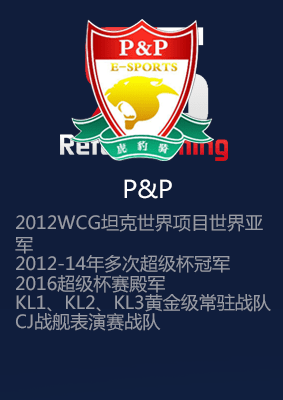 P&P
E-SPORTS
虎豹骑
P&P
2012WCG坦克世界项目世界亚
军
2012-14年多次超级杯冠军
2016超级杯赛殿军
KL1、KL2、KL3黄金级常驻战队
CJ战舰表演赛战队